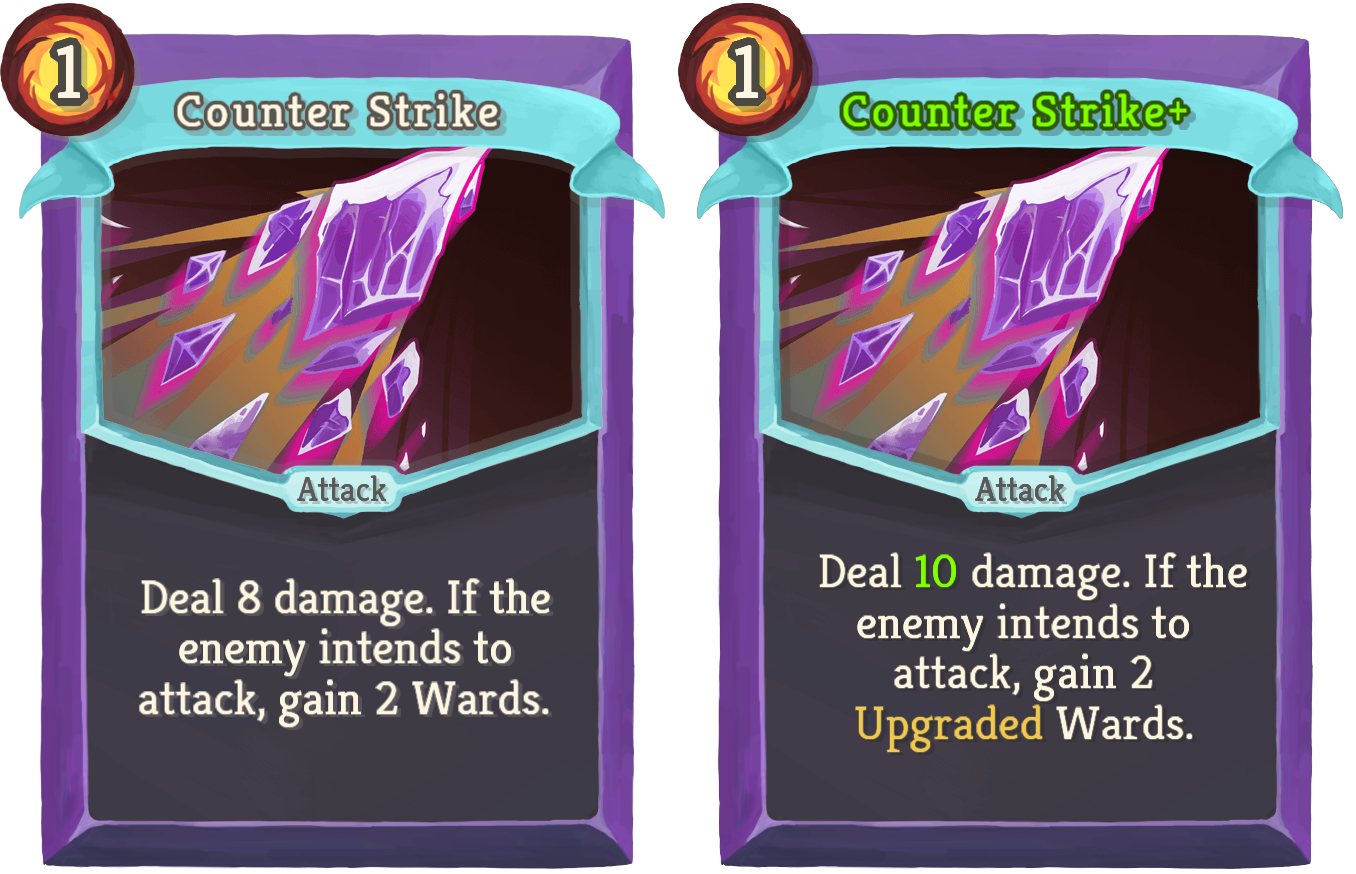 1
Counter Strike
Attack
Deal 8 damage. If the
enemy intends to
attack, gain 2 Wards.
1
Counter Strike+
Attack
Deal 10 damage. If the
enemy intends to
attack, gain 2
Upgraded Wards.